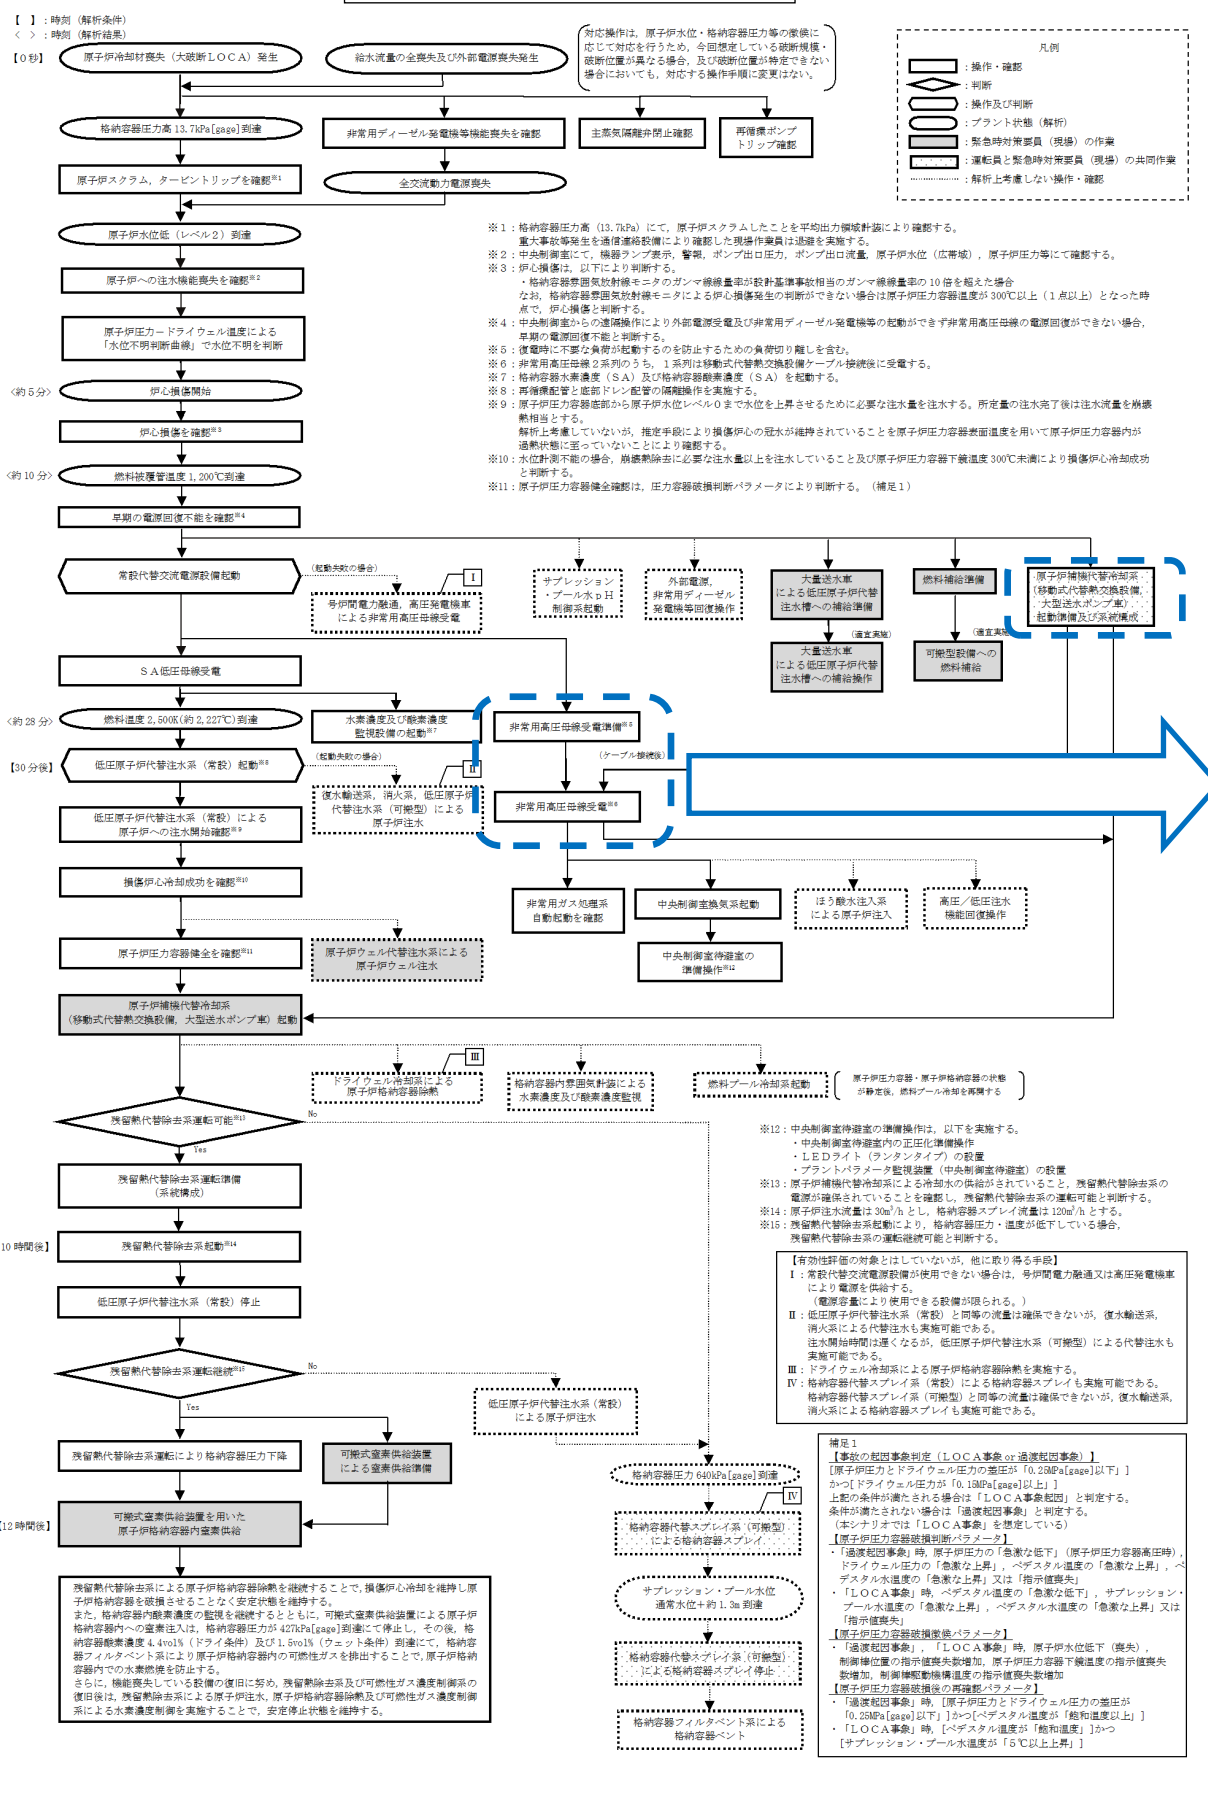 【　】：時刻（解析条件）
＜　＞：時刻（解析結果）
【０秒】
原子炉冷却材喪失（大破断ＬＯＣＡ）発生
給水流量の全喪失及び外部電源喪失発生
対応操作は，原子炉水位・格納容器圧力等の徴候に
応じて対応を行うため，今回想定している破断規模・
破断位置が異なる場合，及び破断位置が特定できない
場合においても，対応する操作手順に変更はない。
凡例
：操作・確認
：判断
：操作及び判断
：プラント状態（解析）
：緊急時対策要員（現場）の作業
：運転員と緊急時対策要員（現場）の共同作業
：解析上考慮しない操作・確認
格納容器圧力高 13.7kPa[gage]到達
非常用ディーゼル発電機等機能喪失を確認
主蒸気隔離弁閉止確認
再循環ポンプ
トリップ確認
原子炉スクラム，タービントリップを確認※1
全交流動力電源喪失
原子炉水位低（レベル２）到達
原子炉への注水機能喪失を確認※2
原子炉圧力－ドライウェル温度による
「水位不明判断曲線」で水位不明を判断
<約５分>
炉心損傷開始
炉心損傷を確認※3
<約 10 分>
燃料被覆管温度 1,200℃到達
早期の電源回復不能を確認※4
※１：格納容器圧力高（13.7kPa）にて，原子炉スクラムしたことを平均出力領域計装により確認する。
重大事故等発生を通信連絡設備により確認した現場作業員は退避を実施する。
※２：中央制御室にて，機器ランプ表示，警報，ポンプ出口圧力，ポンプ出口流量，原子炉水位（広帯域），原子炉圧力等にて確認する。
※３：炉心損傷は，以下により判断する。
・格納容器雰囲気放射線モニタのガンマ線線量率が設計基準事故相当のガンマ線線量率の 10 倍を超えた場合
なお，格納容器雰囲気放射線モニタによる炉心損傷発生の判断ができない場合は原子炉圧力容器温度が 300℃以上（１点以上）となった時
点で，炉心損傷と判断する。
※４：中央制御室からの遠隔操作により外部電源受電及び非常用ディーゼル発電機等の起動ができず非常用高圧母線の電源回復ができない場合，
早期の電源回復不能と判断する。
※５：復電時に不要な負荷が起動するのを防止するための負荷切り離しを含む。
※６：非常用高圧母線２系列のうち，１系列は移動式代替熱交換設備ケーブル接続後に受電する。
※７：格納容器水素濃度（ＳＡ）及び格納容器酸素濃度（ＳＡ）を起動する。
※８：再循環配管と底部ドレン配管の隔離操作を実施する。
※９：原子炉圧力容器底部から原子炉水位レベル０まで水位を上昇させるために必要な注水量を注水する。所定量の注水完了後は注水流量を崩壊
熱相当とする。
解析上考慮していないが，推定手段により損傷炉心の冠水が維持されていることを原子炉圧力容器表面温度を用いて原子炉圧力容器内が
過熱状態に至っていないことにより確認する。
※10：水位計測不能の場合，崩壊熱除去に必要な注水量以上を注水していること及び原子炉圧力容器下鏡温度 300℃未満により損傷炉心冷却成功
と判断する。
※11：原子炉圧力容器健全確認は，圧力容器破損判断パラメータにより判断する。（補足１）
常設代替交流電源設備起動
（起動失敗の場合）
Ⅰ
号炉間電力融通，高圧発電機車
による非常用高圧母線受電
サプレッション
・プール水ｐＨ
制御系起動
外部電源，
非常用ディーゼル
発電機等回復操作
大量送水車
による低圧原子炉代替
注水槽への補給準備
（適宜実施）
大量送水車
による低圧原子炉代替
注水槽への補給操作
燃料補給準備
（適宜実施
可搬型設備への
燃料補給
原子炉補機代替冷却系
（移動式代替熱交換設備，
大型送水ポンプ車）
起動準備及び系統構成
ＳＡ低圧母線受電
<約 28 分>
燃料温度 2,500K(約 2,227℃)到達
水素濃度及び酸素濃度
監視設備の起動※7
非常用高圧母線受電準備※5
（ケーブル接続後）
【30 分後】
低圧原子炉代替注水系（常設）起動※8
（起動失敗の場合）
Ⅱ
復水輸送系，消火系，低圧原子炉
代替注水系（可搬型）による
原子炉注水
非常用高圧母線受電※6
低圧原子炉代替注水系（常設）による
原子炉への注水開始確認※9
損傷炉心冷却成功を確認※10
非常用ガス処理系
自動起動を確認
中央制御室換気系起動
ほう酸水注入系
による原子炉注入
高圧／低圧注水
機能回復操作
原子炉圧力容器健全を確認※11
原子炉ウェル代替注水系による
原子炉ウェル注水
中央制御室待避室の
準備操作※12
原子炉補機代替冷却系
（移動式代替熱交換設備，大型送水ポンプ車）起動
Ⅲ
ドライウェル冷却系による
原子炉格納容器除熱
格納容器内雰囲気計装による
水素濃度及び酸素濃度監視
燃料プール冷却系起動
原子炉圧力容器・原子炉格納容器の状態
が静定後，燃料プール冷却を再開する
残留熱代替除去系運転可能※13
No
Yes
※12：中央制御室待避室の準備操作は，以下を実施する。
・中央制御室待避室内の正圧化準備操作
・ＬＥＤライト（ランタンタイプ）の設置
・プラントパラメータ監視装置（中央制御室待避室）の設置
※13：原子炉補機代替冷却系による冷却水の供給がされていること，残留熱代替除去系の
電源が確保されていることを確認し，残留熱代替除去系の運転可能と判断する。
※14：原子炉注水流量は 30m³/h とし，格納容器スプレイ流量は 120m³/h とする。
※15：残留熱代替除去系起動により，格納容器圧力・温度が低下している場合，
残留熱代替除去系の運転継続可能と判断する。
残留熱代替除去系運転準備
（系統構成）
10 時間後】
残留熱代替除去系起動※14
低圧原子炉代替注水系（常設）停止
【有効性評価の対象とはしていないが，他に取り得る手段】
Ⅰ：常設代替交流電源設備が使用できない場合は，号炉間電力融通又は高圧発電機車
により電源を供給する。
（電源容量により使用できる設備が限られる。）
Ⅱ：低圧原子炉代替注水系（常設）と同等の流量は確保できないが，復水輸送系，
消火系による代替注水も実施可能である。
注水開始時間は遅くなるが，低圧原子炉代替注水系（可搬型）による代替注水も
実施可能である。
Ⅲ：ドライウェル冷却系による原子炉格納容器除熱を実施する。
Ⅳ：格納容器代替スプレイ系（常設）による格納容器スプレイも実施可能である。
格納容器代替スプレイ系（可搬型）と同等の流量は確保できないが，復水輸送系，
消火系による格納容器スプレイも実施可能である。
残留熱代替除去系運転継続※15
No
Yes
低圧原子炉代替注水系（常設）
による原子炉注水
残留熱代替除去系運転により格納容器圧力下降
可搬式窒素供給装置
による窒素供給準備
格納容器圧力 640kPa[gage]到達
Ⅳ
12 時間後】
可搬式窒素供給装置を用いた
原子炉格納容器内窒素供給
格納容器代替スプレイ系（可搬型）
による格納容器スプレイ
サプレッション・プール水位
通常水位＋約 1.3m 到達
格納容器代替スプレイ系（可搬型）
による格納容器スプレイ停止
格納容器フィルタベント系による
格納容器ベント
残留熱代替除去系による原子炉格納容器除熱を継続することで，損傷炉心冷却を維持し原
子炉格納容器を破損させることなく安定状態を維持する。
また，格納容器内酸素濃度の監視を継続するとともに，可搬式窒素供給装置による原子炉
格納容器内への窒素注入は，格納容器圧力が 427kPa[gage]到達にて停止し，その後，格
納容器酸素濃度 4.4vol%（ドライ条件）及び 1.5vol%（ウェット条件）到達にて，格納容
器フィルタベント系により原子炉格納容器内の可燃性ガスを排出することで，原子炉格納
容器内での水素燃焼を防止する。
さらに，機能喪失している設備の復旧に努め，残留熱除去系及び可燃性ガス濃度制御系の
復旧後は，残留熱除去系による原子炉注水，原子炉格納容器除熱及び可燃性ガス濃度制御
系による水素濃度制御を実施することで，安定停止状態を維持する。
補足１
【事故の起因事象判定（ＬＯＣＡ事象 or 過渡起因事象）】
[原子炉圧力とドライウェル圧力の差圧が「0.25MPa[gage]以下」]
かつ[ドライウェル圧力が「0.15MPa[gage]以上」]
上記の条件が満たされる場合は「ＬＯＣＡ事象起因」と判定する。
条件が満たされない場合は「過渡起因事象」と判定する。
（本シナリオでは「ＬＯＣＡ事象」を想定している）
【原子炉圧力容器破損判断パラメータ】
・「過渡起因事象」時，原子炉圧力の「急激な低下」（原子炉圧力容器高圧時），
ドライウェル圧力の「急激な上昇」，ペデスタル温度の「急激な上昇」，ペ
デスタル水温度の「急激な上昇」又は「指示値喪失」
・「ＬＯＣＡ事象」時，ペデスタル温度の「急激な低下」，サプレッション・
プール水温度の「急激な上昇」，ペデスタル水温度の「急激な上昇」又は
「指示値喪失」
【原子炉圧力容器破損徴候パラメータ】
・「過渡起因事象」，「ＬＯＣＡ事象」時，原子炉水位低下（喪失），
制御棒位置の指示値喪失数増加，原子炉圧力容器下鏡温度の指示値喪失
数増加，制御棒駆動機構温度の指示値喪失数増加
【原子炉圧力容器破損後の再確認パラメータ】
・「過渡起因事象」時，[原子炉圧力とドライウェル圧力の差圧が
「0.25MPa[gage]以下」]かつ[ペデスタル温度が「飽和温度以上」]
・「ＬＯＣＡ事象」時，[ペデスタル温度が「飽和温度」]かつ
[サプレッション・プール水温度が「５℃以上上昇」]